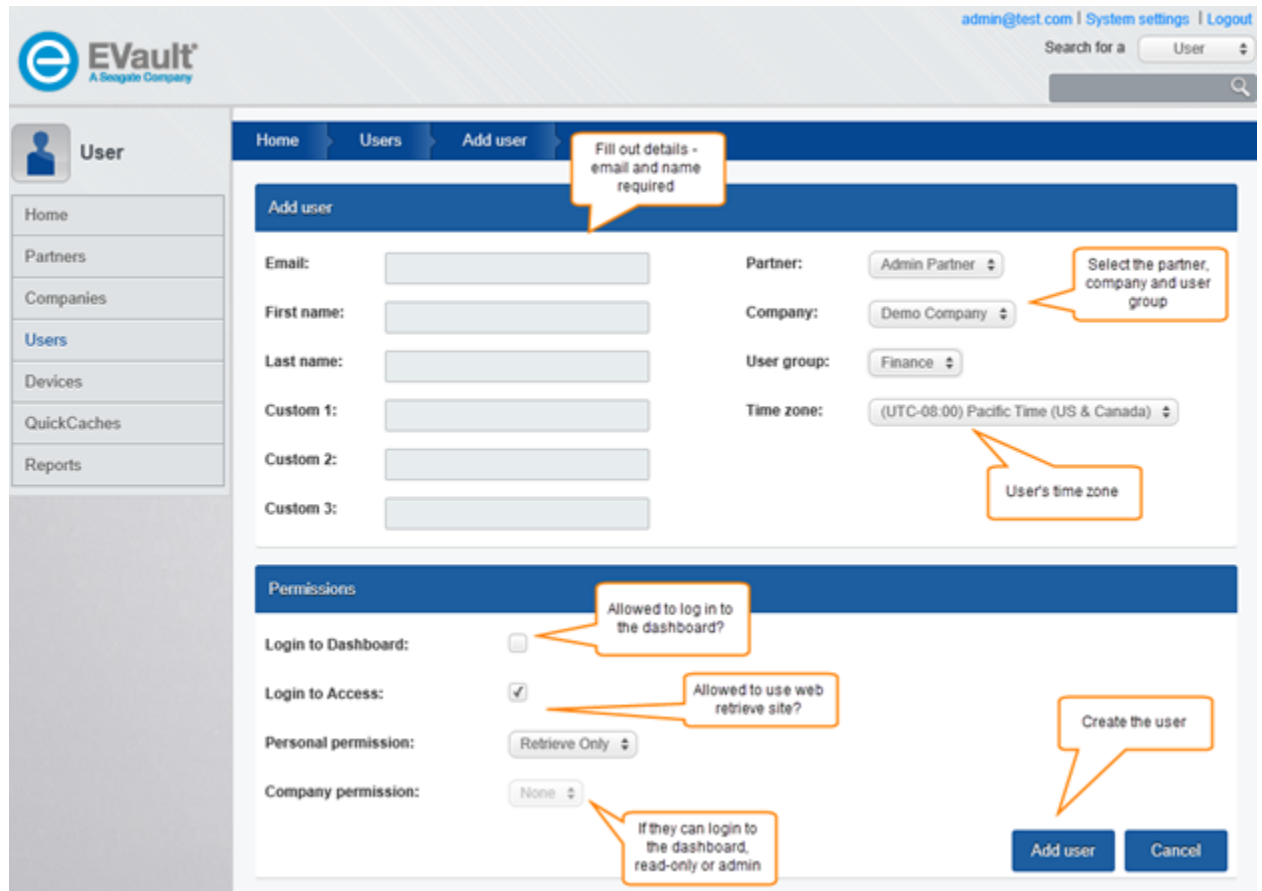 admin@test.com | System settings | Logout
EVault®
A Seagate Company
Search for a User
User
Home
Partners
Companies
Users
Devices
QuickCaches
Reports
Home Users Add user
Fill out details -
email and name
required
Add user
Email:
First name:
Last name:
Custom 1:
Custom 2:
Custom 3:
Partner: Admin Partner
Company: Demo Company
User group: Finance
Time zone: (UTC-08:00) Pacific Time (US & Canada)
Select the partner,
company and user
group
User's time zone
Permissions
Allowed to log in to
the dashboard?
Login to Dashboard:
Login to Access:
Allowed to use web
retrieve site?
Personal permission: Retrieve Only
Company permission: None
If they can login to
the dashboard,
read-only or admin
Create the user
Add user Cancel